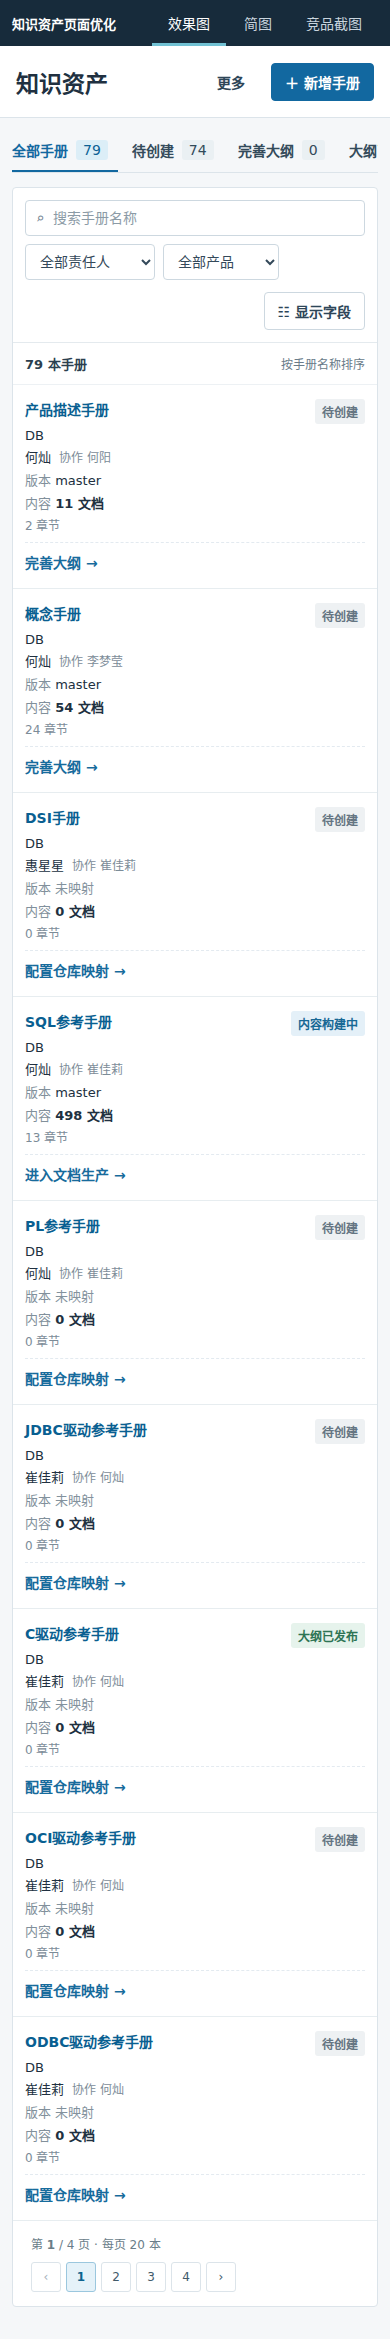 知识资产页面优化 效果图 简图 竞品截图
知识资产 更多 ＋ 新增手册
全部手册 79 待创建 74 完善大纲 0 大纲
⌕ 搜索手册名称
全部责任人 全部产品
☷ 显示字段
79 本手册 按手册名称排序
产品描述手册 待创建
DB
何灿 协作 何阳
版本 master
内容 11 文档
2 章节
完善大纲 →
概念手册 待创建
DB
何灿 协作 李梦莹
版本 master
内容 54 文档
24 章节
完善大纲 →
DSI手册 待创建
DB
惠星星 协作 崔佳莉
版本 未映射
内容 0 文档
0 章节
配置仓库映射 →
SQL参考手册 内容构建中
DB
何灿 协作 崔佳莉
版本 master
内容 498 文档
13 章节
进入文档生产 →
PL参考手册 待创建
DB
何灿 协作 崔佳莉
版本 未映射
内容 0 文档
0 章节
配置仓库映射 →
JDBC驱动参考手册 待创建
DB
崔佳莉 协作 何灿
版本 未映射
内容 0 文档
0 章节
配置仓库映射 →
C驱动参考手册 大纲已发布
DB
崔佳莉 协作 何灿
版本 未映射
内容 0 文档
0 章节
配置仓库映射 →
OCI驱动参考手册 待创建
DB
崔佳莉 协作 何灿
版本 未映射
内容 0 文档
0 章节
配置仓库映射 →
ODBC驱动参考手册 待创建
DB
崔佳莉 协作 何灿
版本 未映射
内容 0 文档
0 章节
配置仓库映射 →
第 1 / 4 页 · 每页 20 本
‹ 1 2 3 4 ›